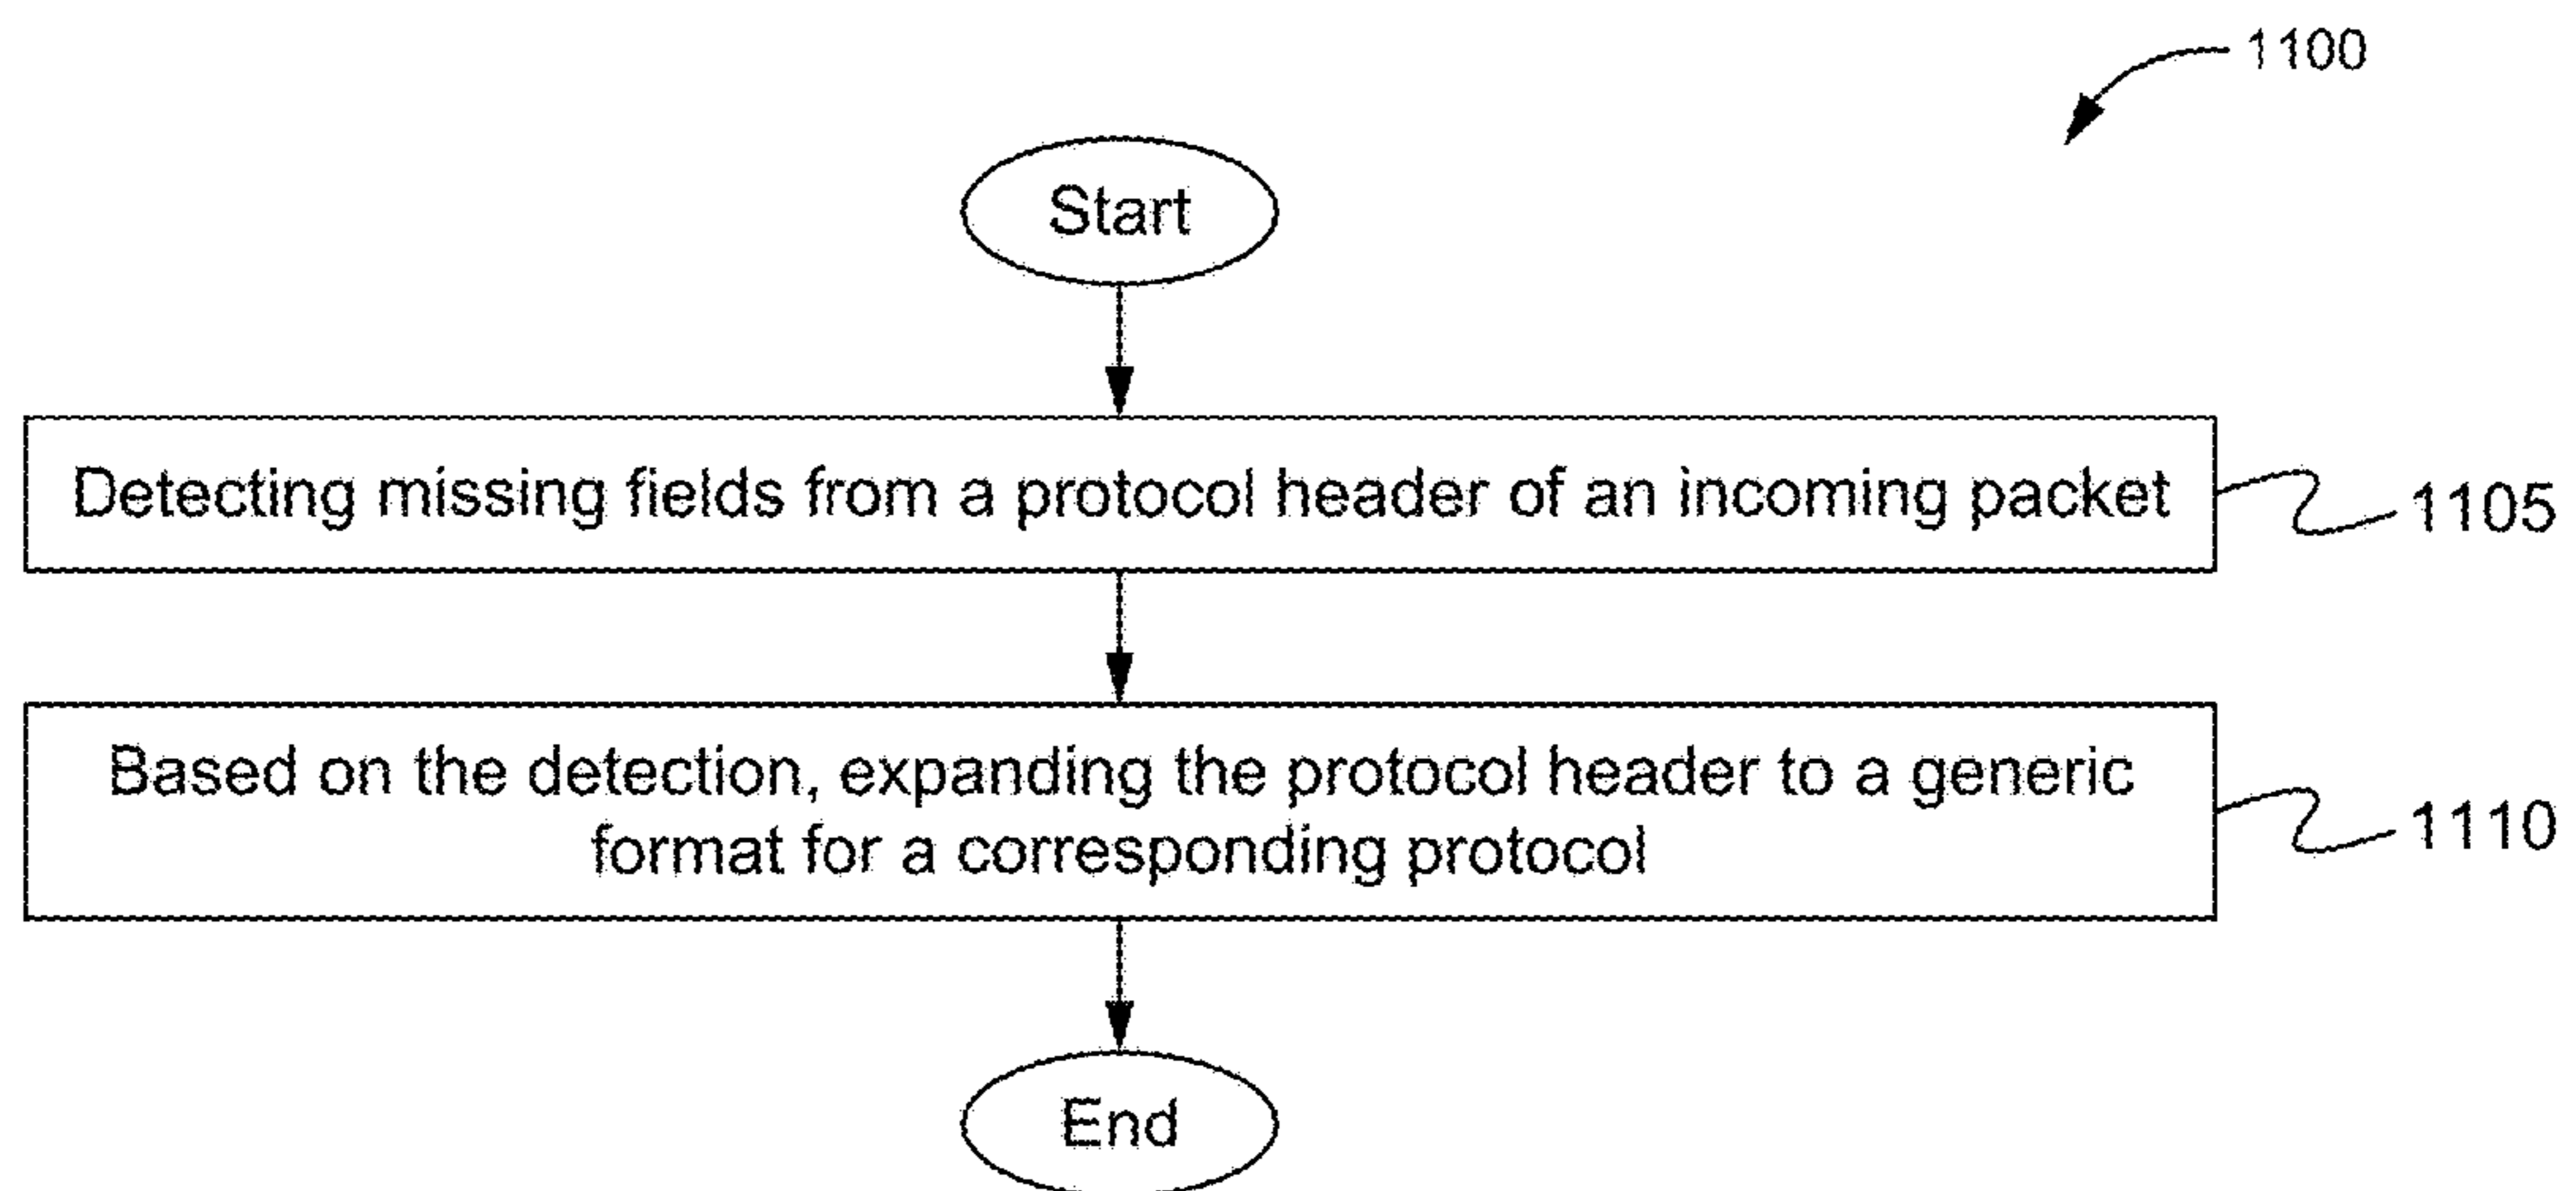 1100
Start
Detecting missing fields from a protocol header of an incoming packet
1105
Based on the detection, expanding the protocol header to a generic
format for a corresponding protocol
1110
End